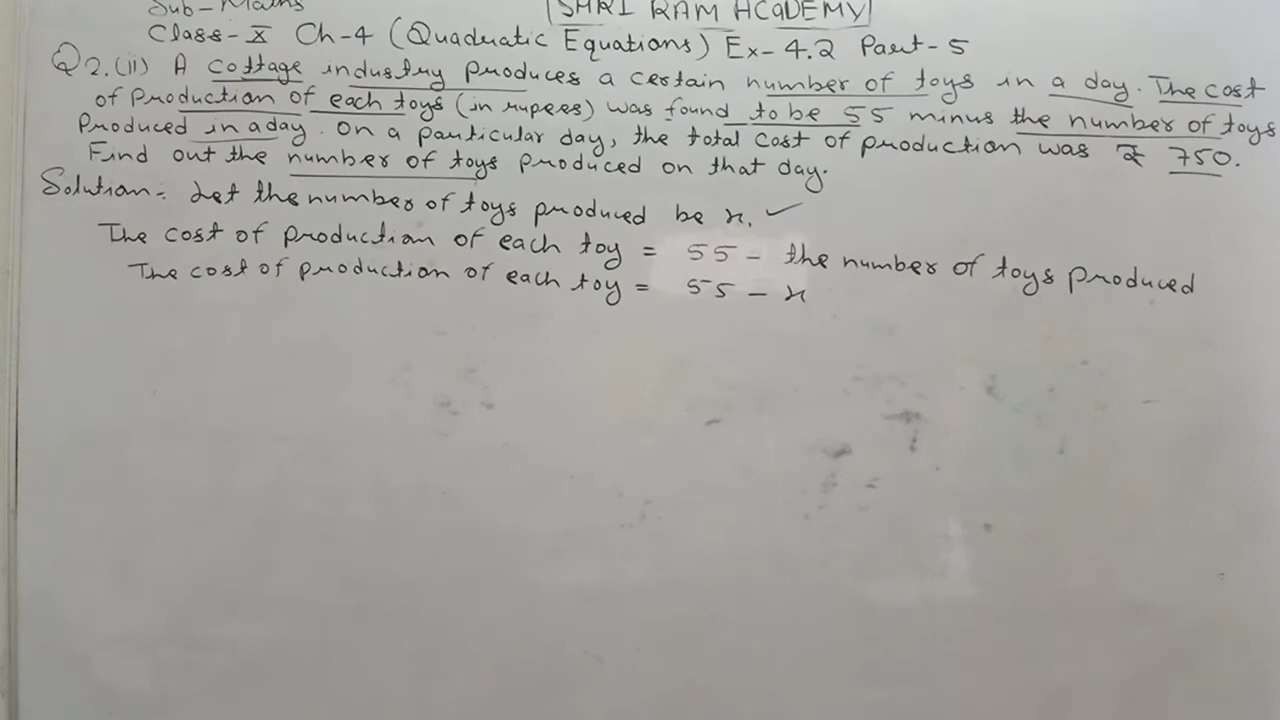 Sub-Maths
SHRI RAM ACADEMY
Class-X Ch-4 (Quadratic Equations) Ex-4.2 Part-5
Q2.(ii) A cottage industry produces a certain number of toys in a day. The cost
of production of each toys (in rupees) was found to be 55 minus the number of toys
Produced in a day. On a particular day, the total cost of production was ₹ 750.
Find out the number of toys produced on that day.
Solution:- Let the number of toys produced be x. ✓
The cost of production of each toy = 55 - the number of toys produced
The cost of production of each toy = 55 - x